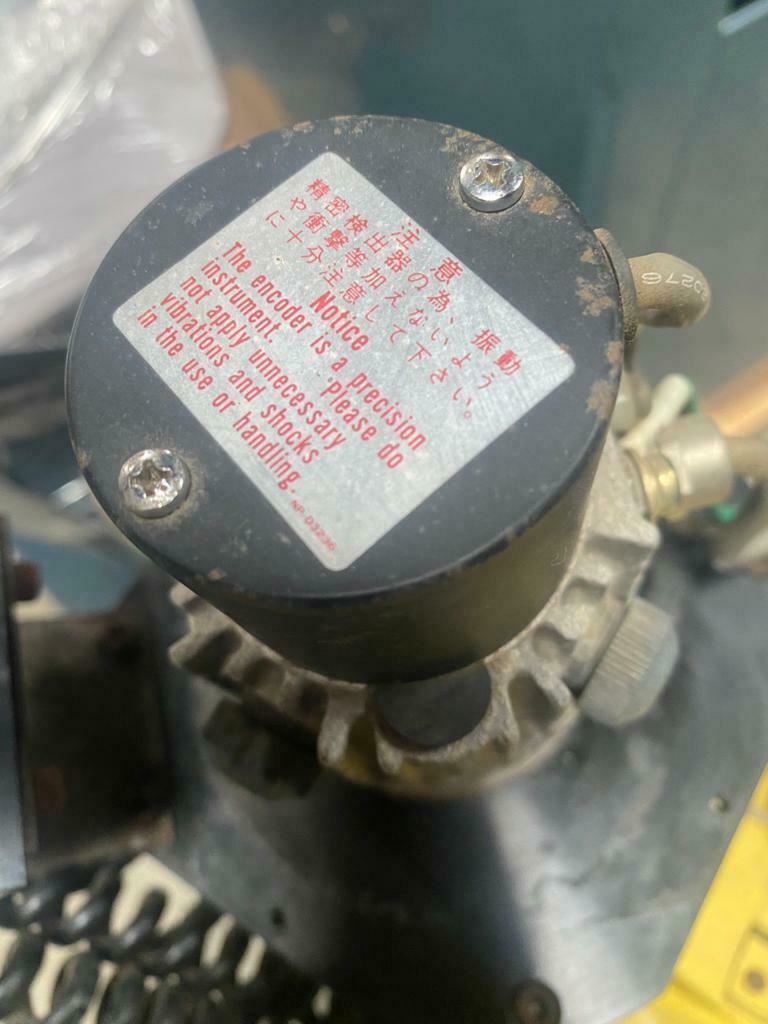 注意
精密検出器の為、振動
や衝撃等加えないよう
に十分注意して下さい。
Notice
The encoder is a precision
instrument. Please do
not apply unnecessary
vibrations and shocks
in the use or handling.
NP-D3236